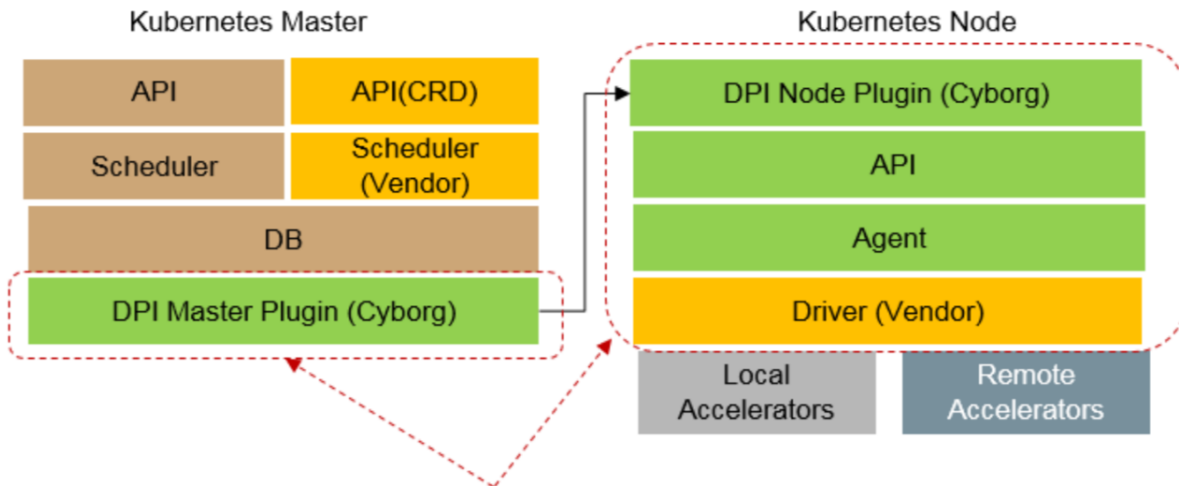 Kubernetes Master
API
API(CRD)
Scheduler
Scheduler
(Vendor)
DB
DPI Master Plugin (Cyborg)
Kubernetes Node
DPI Node Plugin (Cyborg)
API
Agent
Driver (Vendor)
Local
Accelerators
Remote
Accelerators